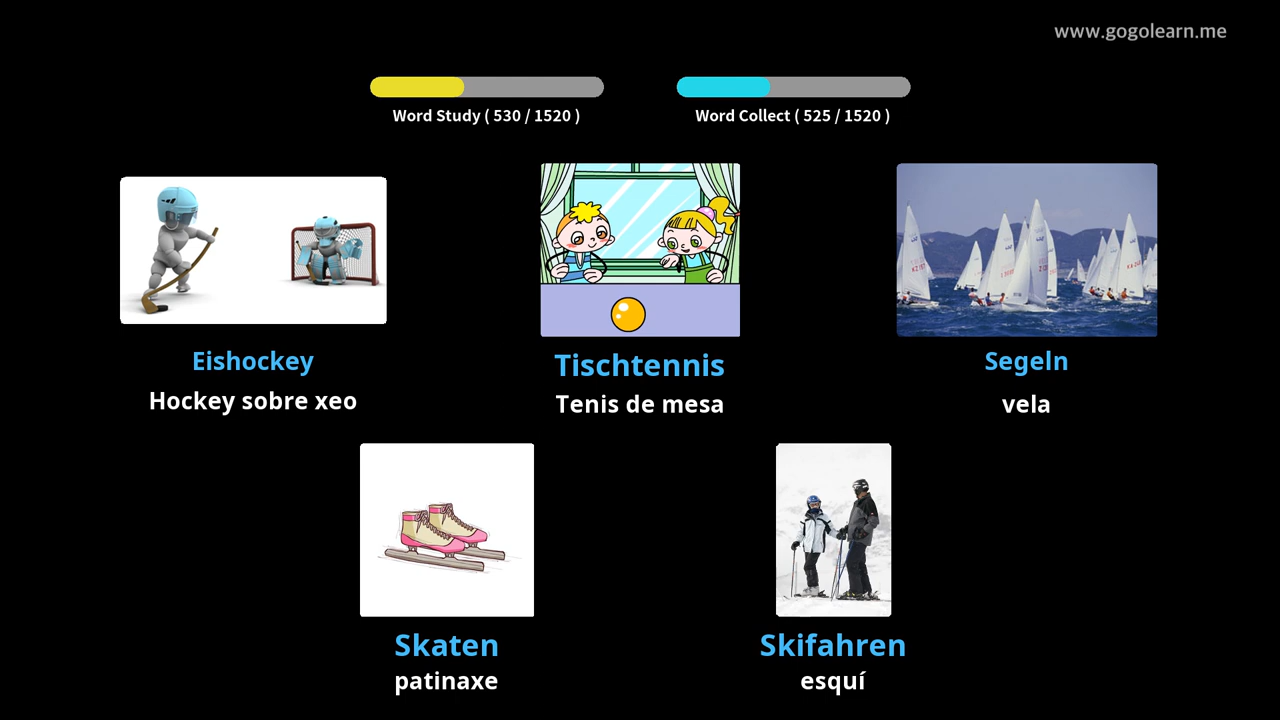 www.gogolearn.me
Word Study ( 530 / 1520 )
Word Collect ( 525 / 1520 )
Eishockey
Hockey sobre xeo
Tischtennis
Tenis de mesa
Segeln
vela
Skaten
patinaxe
Skifahren
esquí